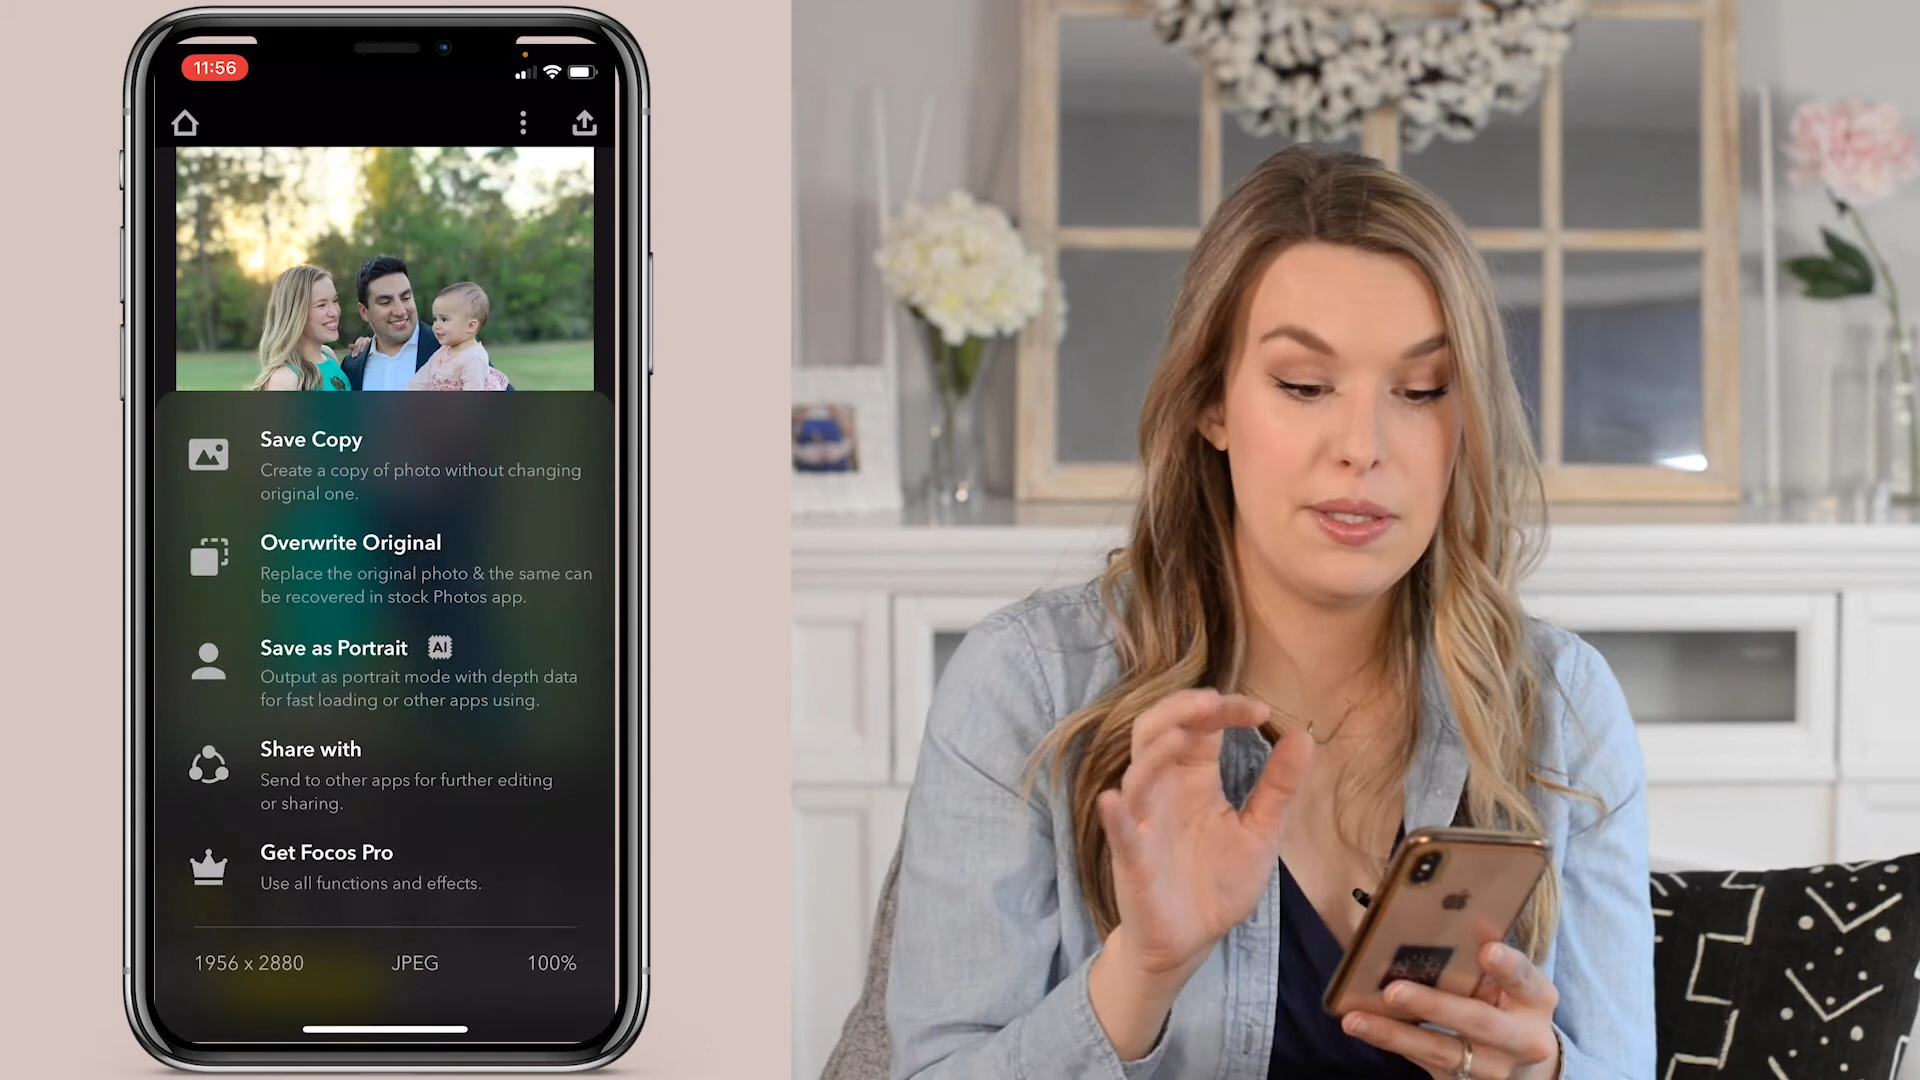 11:56
Save Copy
Create a copy of photo without changing
original one.
Overwrite Original
Replace the original photo & the same can
be recovered in stock Photos app.
Save as Portrait AI
Output as portrait mode with depth data
for fast loading or other apps using.
Share with
Send to other apps for further editing
or sharing.
Get Focos Pro
Use all functions and effects.
1956 x 2880 JPEG 100%